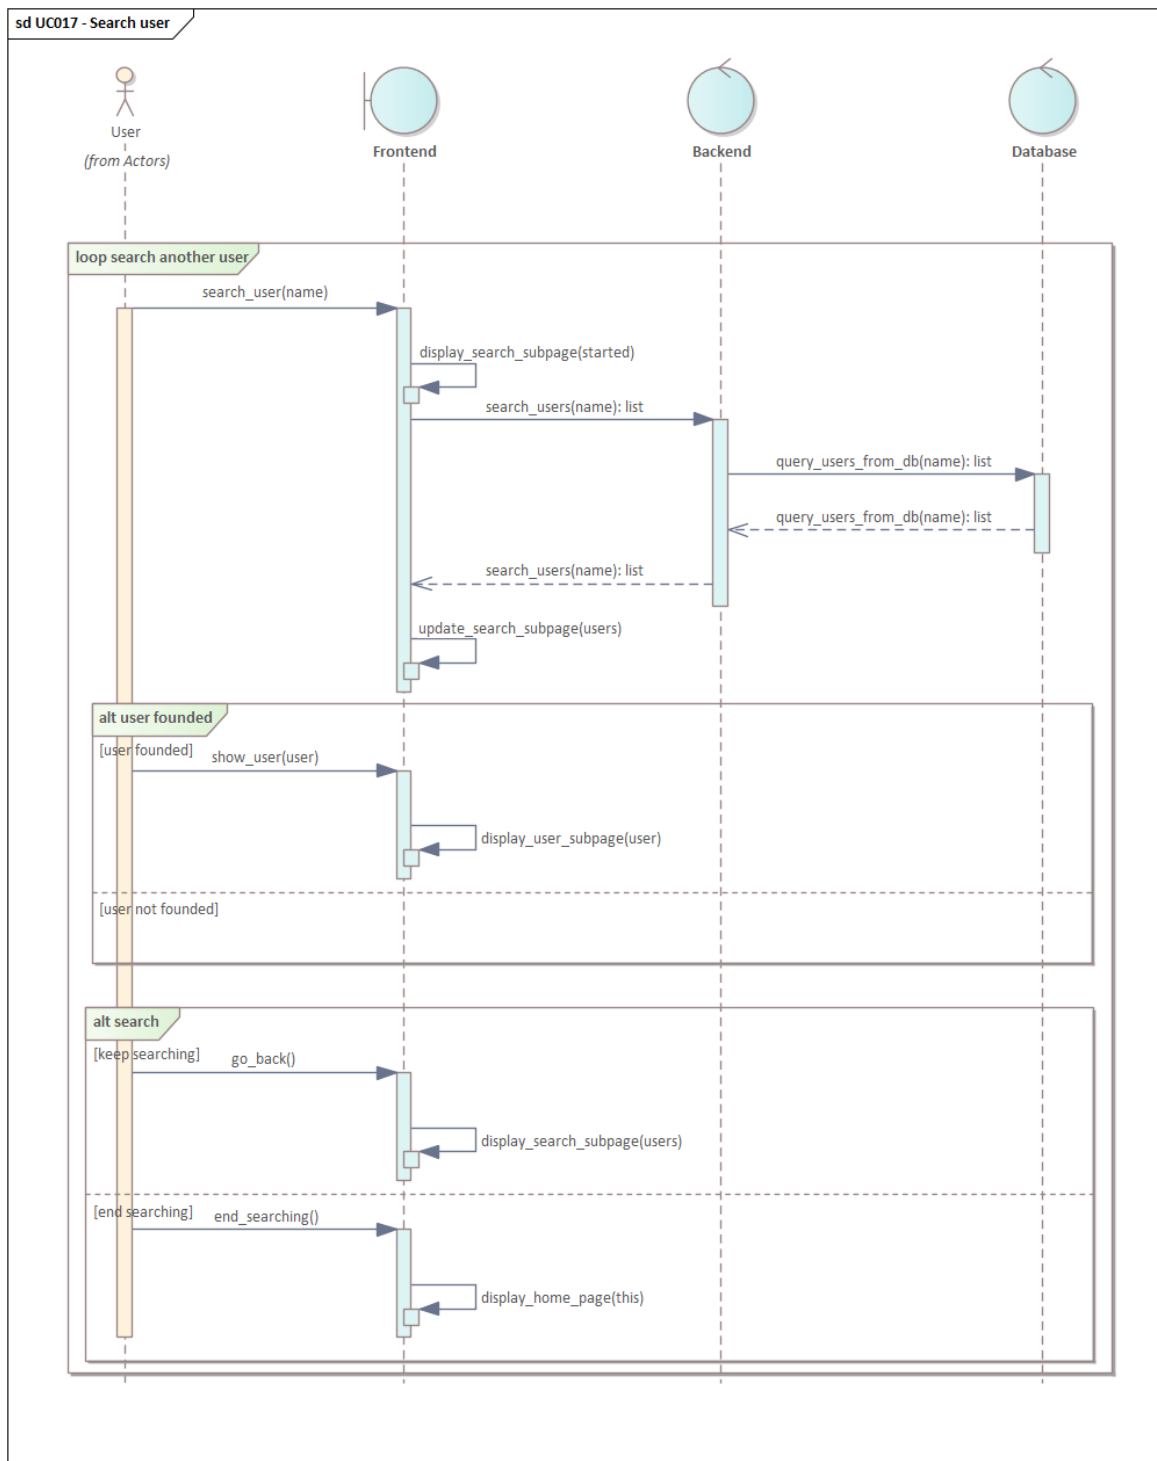 sd UC017 - Search user
User
(from Actors)
Frontend
Backend
Database
loop search another user
search_user(name)
display_search_subpage(started)
search_users(name): list
query_users_from_db(name): list
query_users_from_db(name): list
search_users(name): list
update_search_subpage(users)
alt user founded
[user founded]
show_user(user)
display_user_subpage(user)
[user not founded]
alt search
[keep searching]
go_back()
display_search_subpage(users)
[end searching]
end_searching()
display_home_page(this)